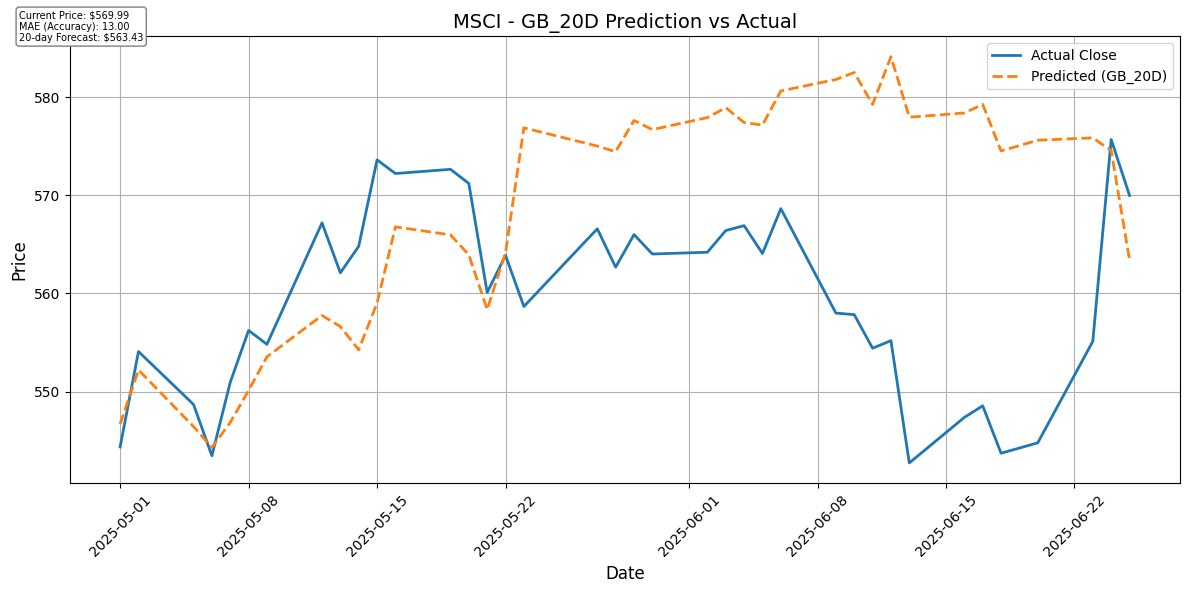 MSCI - GB_20D Prediction vs Actual
Current Price: $569.99
MAE (Accuracy): 13.00
20-day Forecast: $563.43
Actual Close
Predicted (GB_20D)
Price
580
570
560
550
2025-05-01
2025-05-08
2025-05-15
2025-05-22
2025-06-01
2025-06-08
2025-06-15
2025-06-22
Date